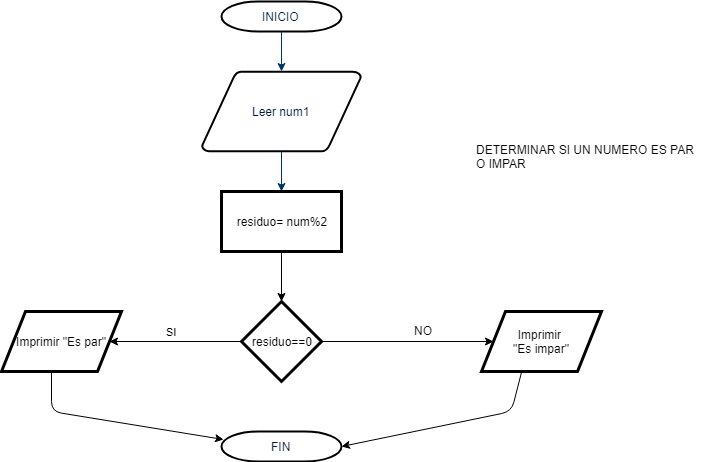 INICIO
Leer num1
DETERMINAR SI UN NUMERO ES PAR
O IMPAR
residuo= num%2
SI
residuo==0
NO
Imprimir "Es par"
Imprimir
"Es impar"
FIN